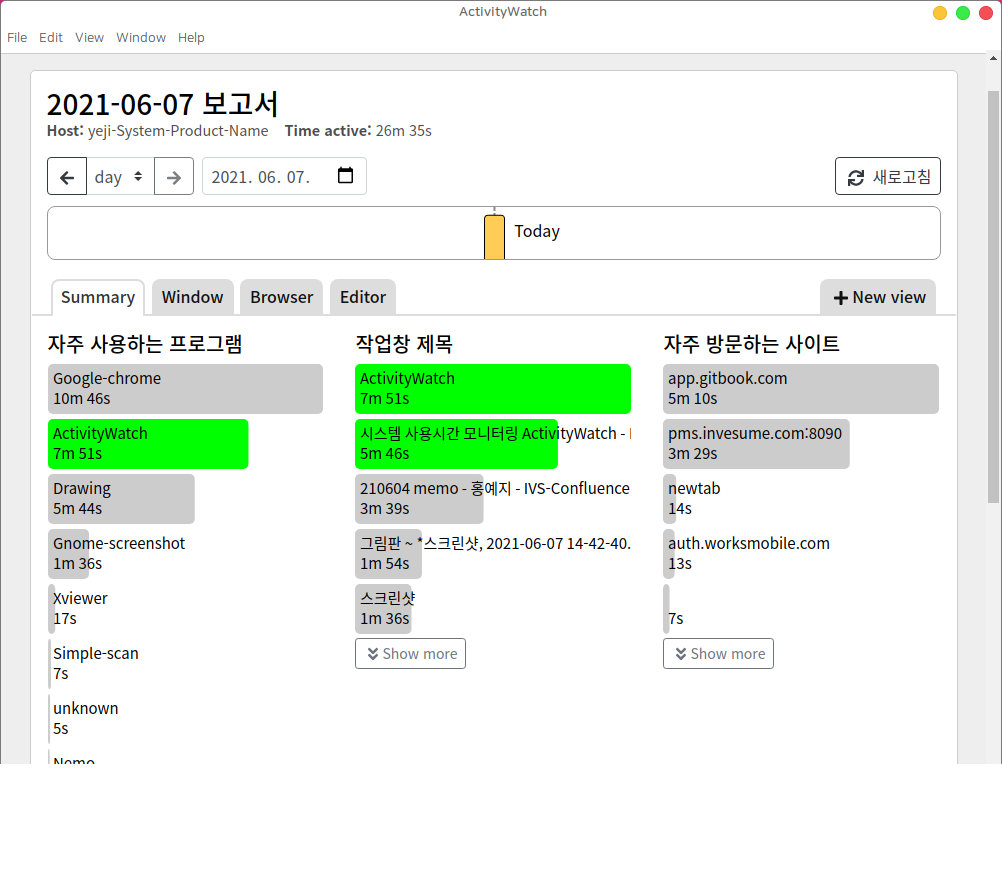 ActivityWatch
File Edit View Window Help
2021-06-07 보고서
Host: yeji-System-Product-Name Time active: 26m 35s
day
2021. 06. 07.
새로고침
Today
Summary Window Browser Editor
New view
자주 사용하는 프로그램
Google-chrome
10m 46s
ActivityWatch
7m 51s
Drawing
5m 44s
Gnome-screenshot
1m 36s
Xviewer
17s
Simple-scan
7s
unknown
5s
Nemo
작업창 제목
ActivityWatch
7m 51s
시스템 사용시간 모니터링 ActivityWatch -
5m 46s
210604 memo - 홍예지 - IVS-Confluence
3m 39s
그림판 ~ *스크린샷, 2021-06-07 14-42-40.
1m 54s
스크린샷
1m 36s
Show more
자주 방문하는 사이트
app.gitbook.com
5m 10s
pms.invesume.com:8090
3m 29s
newtab
14s
auth.worksmobile.com
13s
7s
Show more